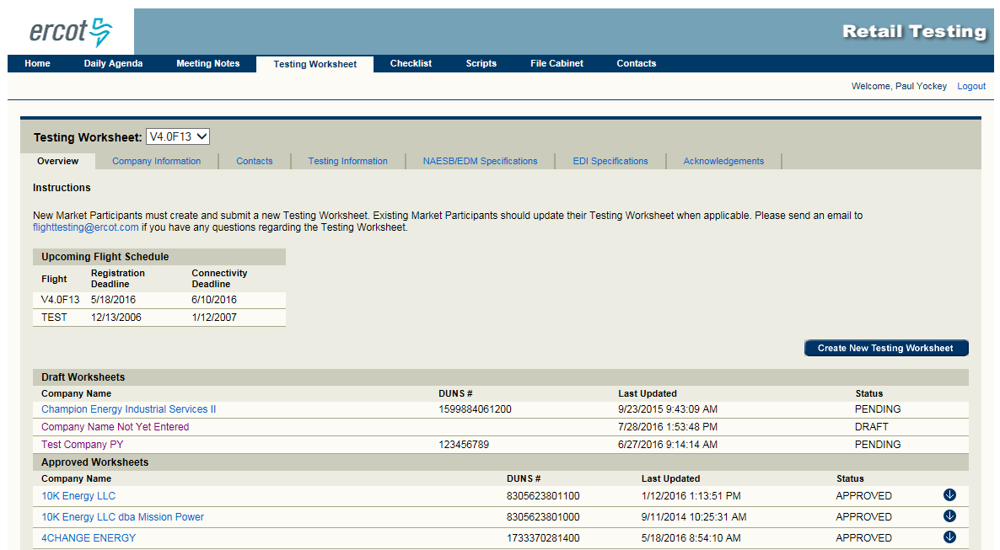 ercot
Retail Testing
Home Daily Agenda Meeting Notes Testing Worksheet Checklist Scripts File Cabinet Contacts
Welcome, Paul Yockey Logout
Testing Worksheet: V4.0F13
Overview Company Information Contacts Testing Information NAESB/EDM Specifications EDI Specifications Acknowledgements
Instructions
New Market Participants must create and submit a new Testing Worksheet. Existing Market Participants should update their Testing Worksheet when applicable. Please send an email to
flighttesting@ercot.com if you have any questions regarding the Testing Worksheet.
Upcoming Flight Schedule
Flight Registration Deadline Connectivity Deadline
V4.0F13 5/18/2016 6/10/2016
TEST 12/13/2006 1/12/2007
Create New Testing Worksheet
Draft Worksheets
Company Name DUNS # Last Updated Status
Champion Energy Industrial Services II 1599884061200 9/23/2015 9:43:09 AM PENDING
Company Name Not Yet Entered 7/28/2016 1:53:48 PM DRAFT
Test Company PY 123456789 6/27/2016 9:14:14 AM PENDING
Approved Worksheets
Company Name DUNS # Last Updated Status
10K Energy LLC 8305623801100 1/12/2016 1:13:51 PM APPROVED
10K Energy LLC dba Mission Power 8305623801000 9/11/2014 10:25:31 AM APPROVED
4CHANGE ENERGY 1733370281400 5/18/2016 8:54:10 AM APPROVED